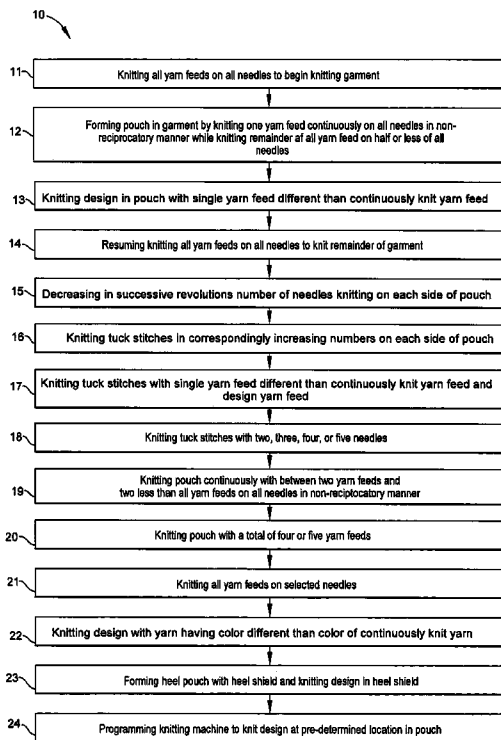 10
11
Knitting all yarn feeds on all needles to begin knitting garment
12
Forming pouch in garment by knitting one yarn feed continuously on all needles in non-
reciprocatory manner while knitting remainder af all yarn feed on half or less of all
needles
13
Knitting design in pouch with single yarn feed different than continuously knit yarn feed
14
Resuming knitting all yarn feeds on all needles to knit remainder of garment
15
Decreasing in successive revolutions number of needles knitting on each side of pouch
16
Knitting tuck stitches in correspondingly increasing numbers on each side of pouch
17
Knitting tuck stitches with single yarn feed different than continuously knit yarn feed and
design yarn feed
18
Knitting tuck stitches with two, three, four, or five needles
19
Knitting pouch continuously with between two yarn feeds and
two less than all yarn feeds on all needles in non-reciptocatory manner
20
Knitting pouch with a total of four or five yarn feeds
21
Knitting all yarn feeds on selected needles
22
Knitting design with yarn having color different than color of continuously knit yarn
23
Forming heel pouch with heel shield and knitting design in heel shield
24
Programming knitting machine to knit design at pre-determined location in pouch